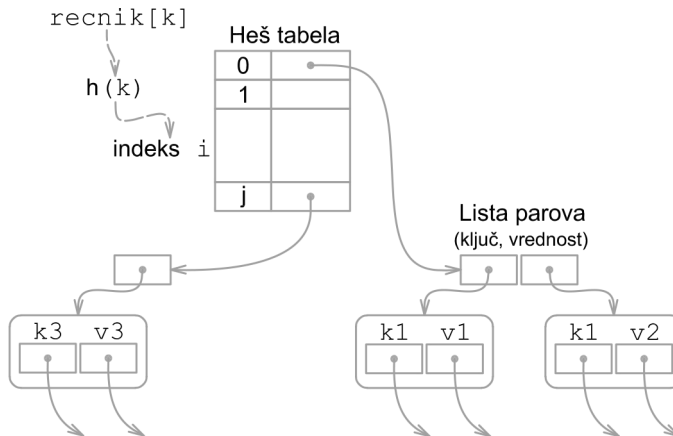 recnik[k]
Heš tabela
0
h(k)
1
indeks i
j
Lista parova
(ključ, vrednost)
k3 v3
k1 v1
k1 v2